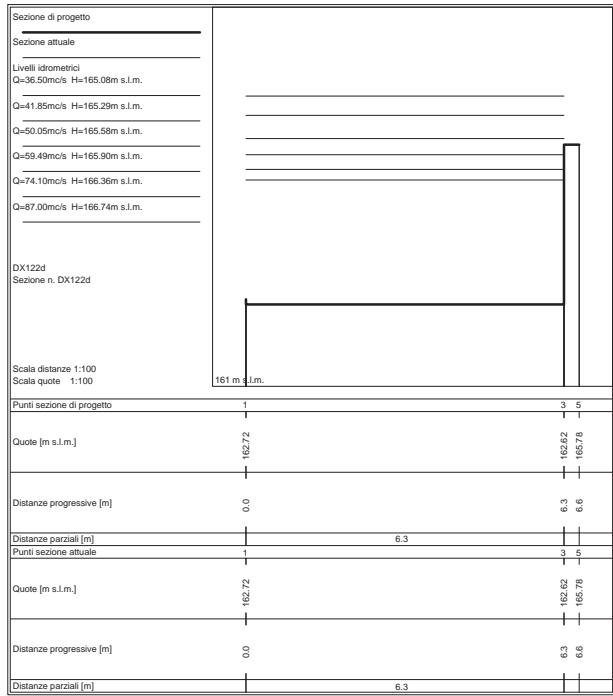 Sezione di progetto
Sezione attuale
Livelli idrometrici
Q=36.50mc/s H=165.08m s.l.m.
Q=41.85mc/s H=165.29m s.l.m.
Q=50.05mc/s H=165.58m s.l.m.
Q=59.49mc/s H=165.90m s.l.m.
Q=74.10mc/s H=166.36m s.l.m.
Q=87.00mc/s H=166.74m s.l.m.
DX122d
Sezione n. DX122d
Scala distanze 1:100
Scala quote 1:100
161 m s.l.m.
Punti sezione di progetto 1 3 5
Quote [m s.l.m.] 162.72 162.62 165.78
Distanze progressive [m] 0.0 6.3 6.6
Distanze parziali [m] 6.3
Punti sezione attuale 1 3 5
Quote [m s.l.m.] 162.72 162.62 165.78
Distanze progressive [m] 0.0 6.3 6.6
Distanze parziali [m] 6.3